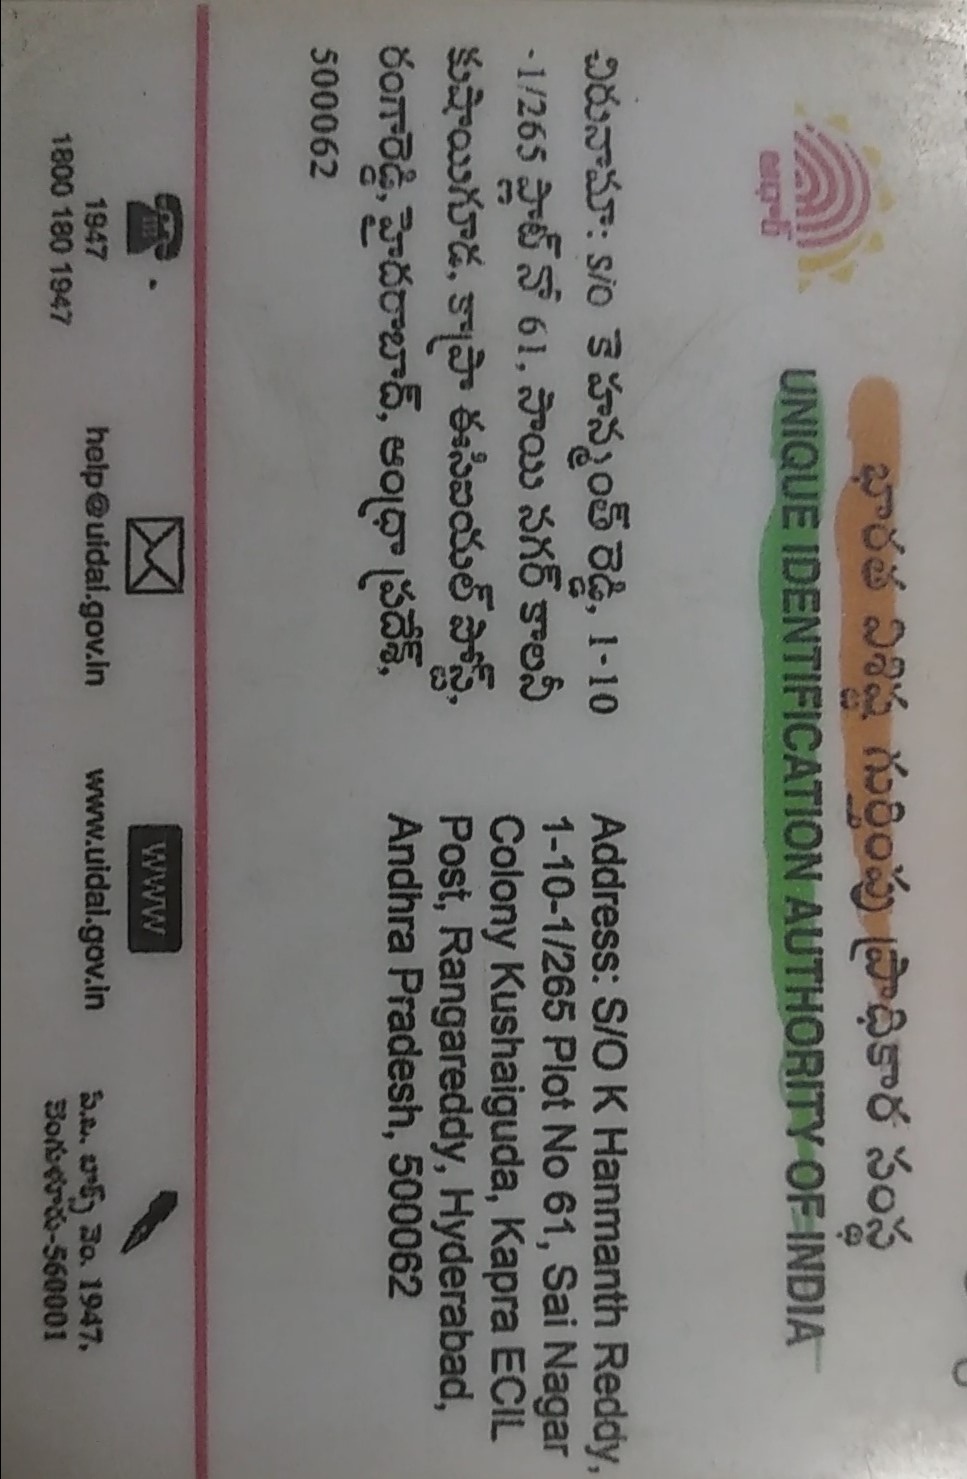 భారత విశిష్ట గుర్తింపు ప్రాధికార సంస్థ
UNIQUE IDENTIFICATION AUTHORITY OF INDIA
ఆధార్
చిరునామా: S/O కె హన్మంత్ రెడ్డి, 1-10
-1/265 ప్లాట్ నో 61, సాయి నగర్ కాలనీ
కుషాయిగూడ, కాప్రా ఈసిఐయల్ పోస్ట్,
రంగారెడ్డి, హైదరాబాద్, ఆంధ్రా ప్రదేశ్,
500062
Address: S/O K Hanmanth Reddy,
1-10-1/265 Plot No 61, Sai Nagar
Colony Kushaiguda, Kapra ECIL
Post, Rangareddy, Hyderabad,
Andhra Pradesh, 500062
1947
1800 180 1947
help@uidai.gov.in
WWW
www.uidai.gov.in
పి.బి. బాక్స్ నెం. 1947,
బెంగుళూరు-560001